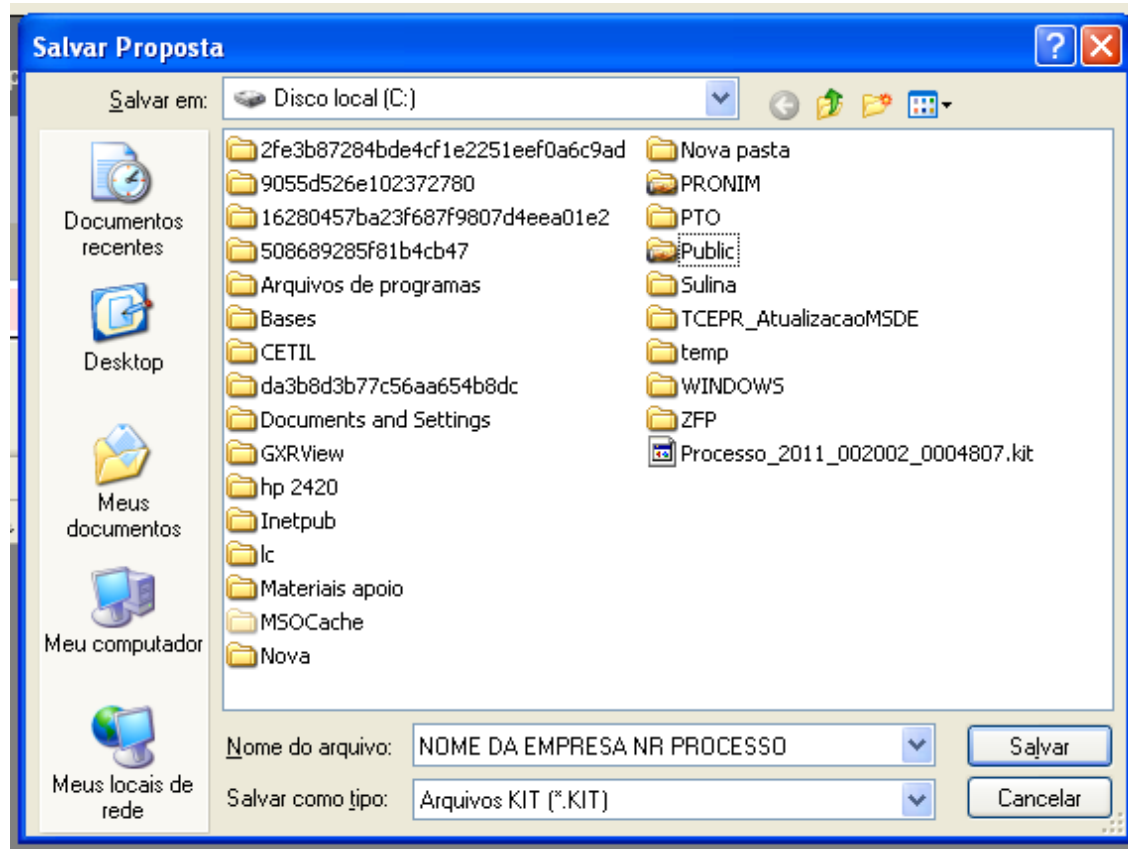 Salvar Proposta
Salvar em:
Disco local (C:)
Documentos
recentes
Desktop
Meus
documentos
Meu computador
Meus locais de
rede
2fe3b87284bde4cf1e2251eef0a6c9ad
9055d526e102372780
16280457ba23f687f9807d4eea01e2
508689285f81b4cb47
Arquivos de programas
Bases
CETIL
da3b8d3b77c56aa654b8dc
Documents and Settings
GXRView
hp 2420
Inetpub
lc
Materiais apoio
MSOCache
Nova
Nova pasta
PRONIM
PTO
Public
Sulina
TCEPR_AtualizacaoMSDE
temp
WINDOWS
ZFP
Processo_2011_002002_0004807.kit
Nome do arquivo:
NOME DA EMPRESA NR PROCESSO
Salvar
Salvar como tipo:
Arquivos KIT (*.KIT)
Cancelar